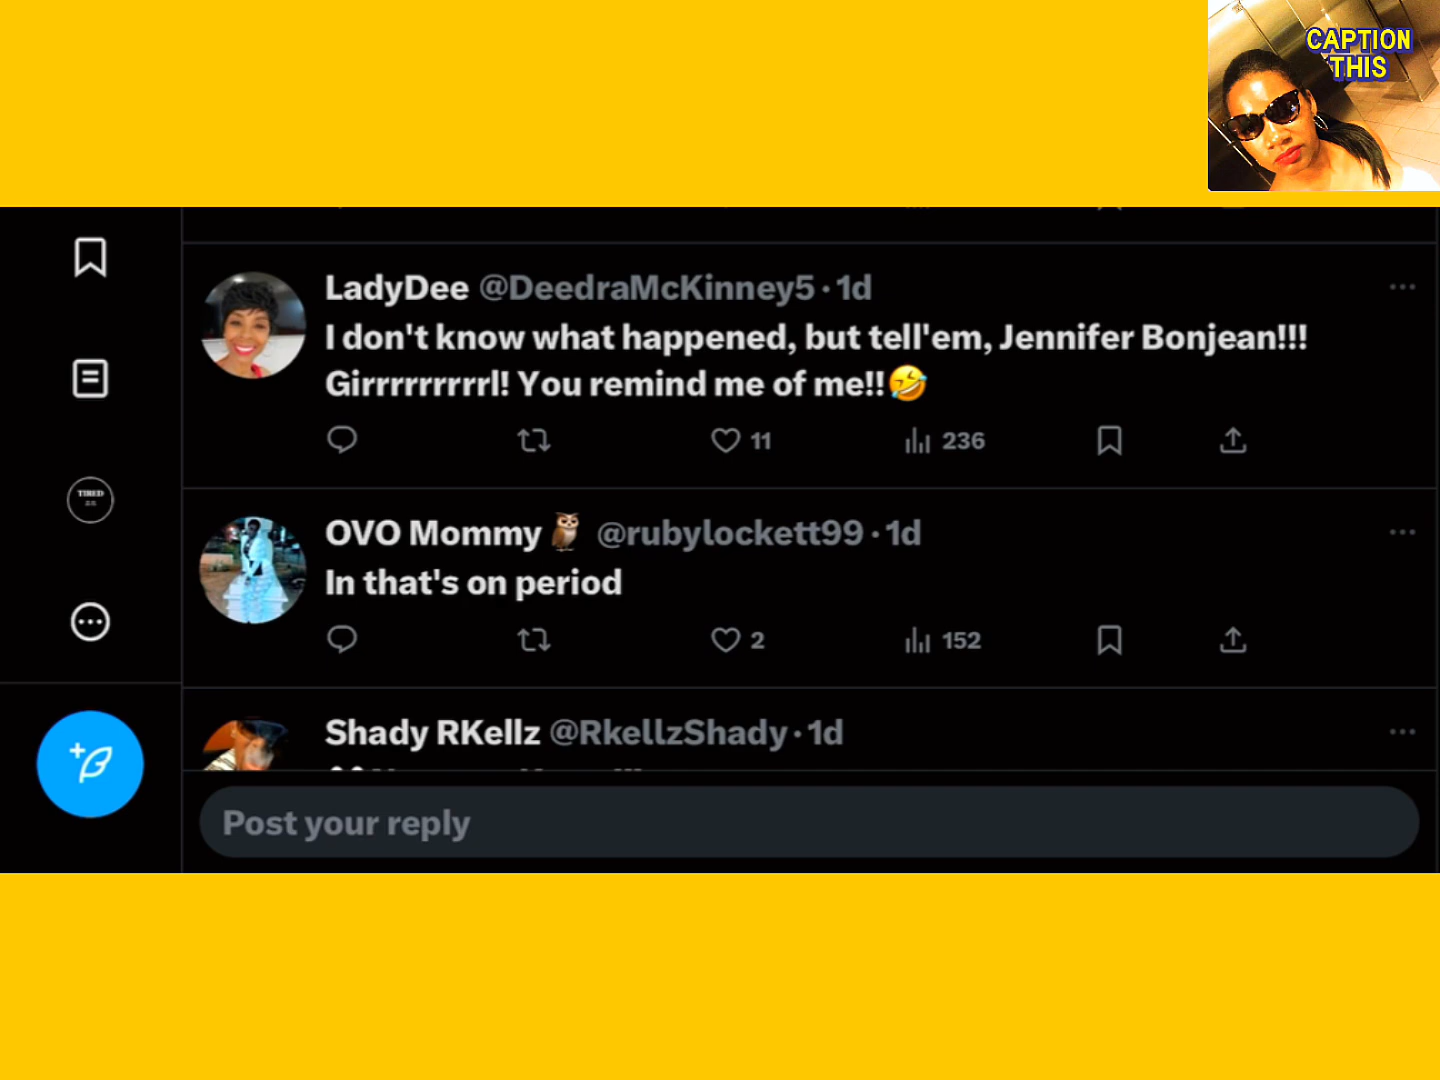 CAPTION
THIS
LadyDee @DeedraMcKinney5 · 1d
I don't know what happened, but tell'em, Jennifer Bonjean!!!
Girrrrrrrrrl! You remind me of me!!🤣
11 236
TIRED
OVO Mommy🦉 @rubylockett99 · 1d
In that's on period
2 152
Shady RKellz @RkellzShady · 1d
Post your reply